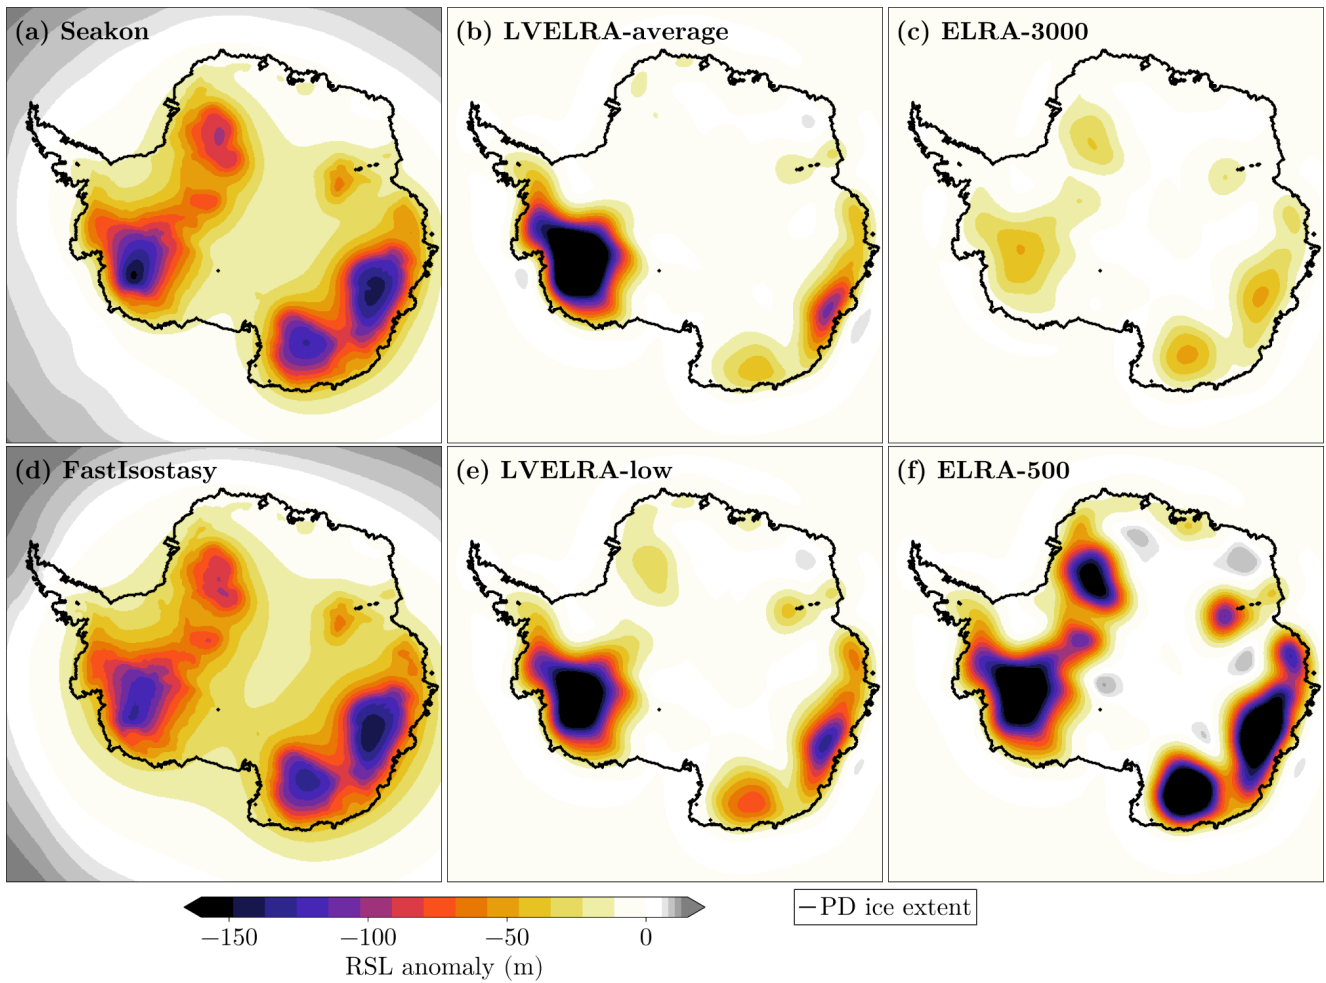 (a) Seakon
(b) LVELRA-average
(c) ELRA-3000
(d) FastIsostasy
(e) LVELRA-low
(f) ELRA-500
−150 −100 −50 0
RSL anomaly (m)
PD ice extent